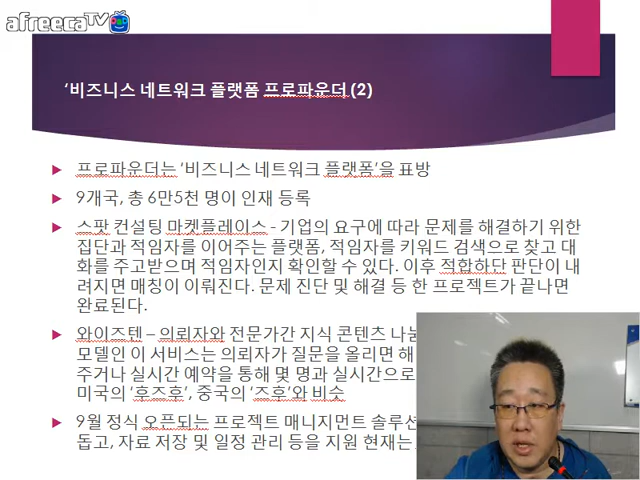 afreecaTV
'비즈니스 네트워크 플랫폼 프로파운더 (2)
프로파운더는 '비즈니스 네트워크 플랫폼'을 표방
9개국, 총 6만5천 명이 인재 등록
스팟 컨설팅 마켓플레이스 - 기업의 요구에 따라 문제를 해결하기 위한
집단과 적임자를 이어주는 플랫폼, 적임자를 키워드 검색으로 찾고 대
화를 주고받으며 적임자인지 확인할 수 있다. 이후 적합하단 판단이 내
려지면 매칭이 이뤄진다. 문제 진단 및 해결 등 한 프로젝트가 끝나면
완료된다.
와이즈텐 – 의뢰자와 전문가간 지식 콘텐츠 나눔
모델인 이 서비스는 의뢰자가 질문을 올리면 해
주거나 실시간 예약을 통해 몇 명과 실시간으로
미국의 '후즈후', 중국의 '즈후'와 비슷
9월 정식 오픈되는 프로젝트 매니지먼트 솔루션
돕고, 자료 저장 및 일정 관리 등을 지원 현재는